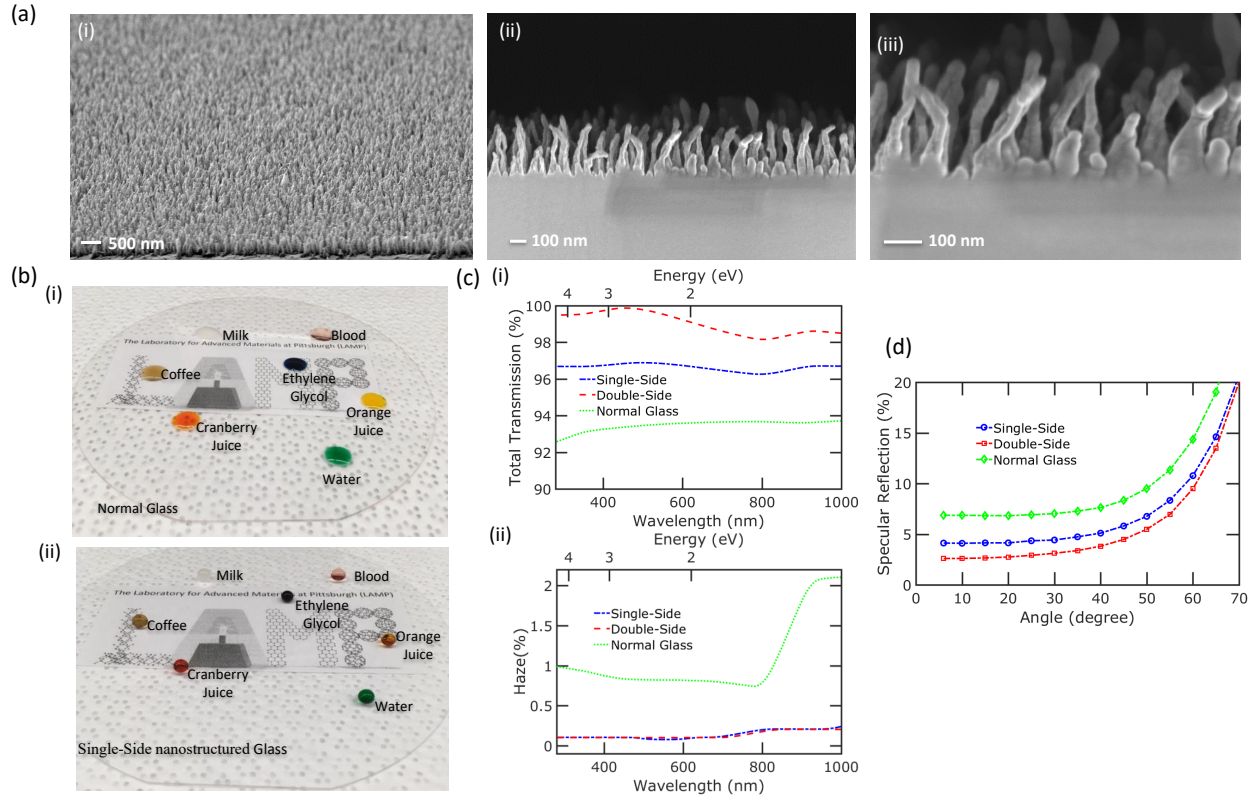 (a)
(i)
500 nm
(ii)
100 nm
(iii)
100 nm
(b)
(i)
Milk
Blood
The Laboratory for Advanced Materials at Pittsburgh (LAMP)
Coffee
Ethylene
Glycol
Orange
Juice
Cranberry
Juice
Water
Normal Glass
(ii)
Milk
Blood
The Laboratory for Advanced Materials at Pittsburgh (LAMP)
Coffee
Ethylene
Glycol
LAMP
Orange
Juice
Cranberry
Juice
Water
Single-Side nanostructured Glass
(c)
(i)
Energy (eV)
4 3 2
Total Transmission (%)
100
98
96
94
92
90
Single-Side
Double-Side
Normal Glass
400 600 800 1000
Wavelength (nm)
(ii)
Energy (eV)
4 3 2
Haze(%)
2
1.5
1
0.5
0
Single-Side
Double-Side
Normal Glass
400 600 800 1000
Wavelength (nm)
(d)
Specular Reflection (%)
20
15
10
5
0
Single-Side
Double-Side
Normal Glass
0 10 20 30 40 50 60 70
Angle (degree)